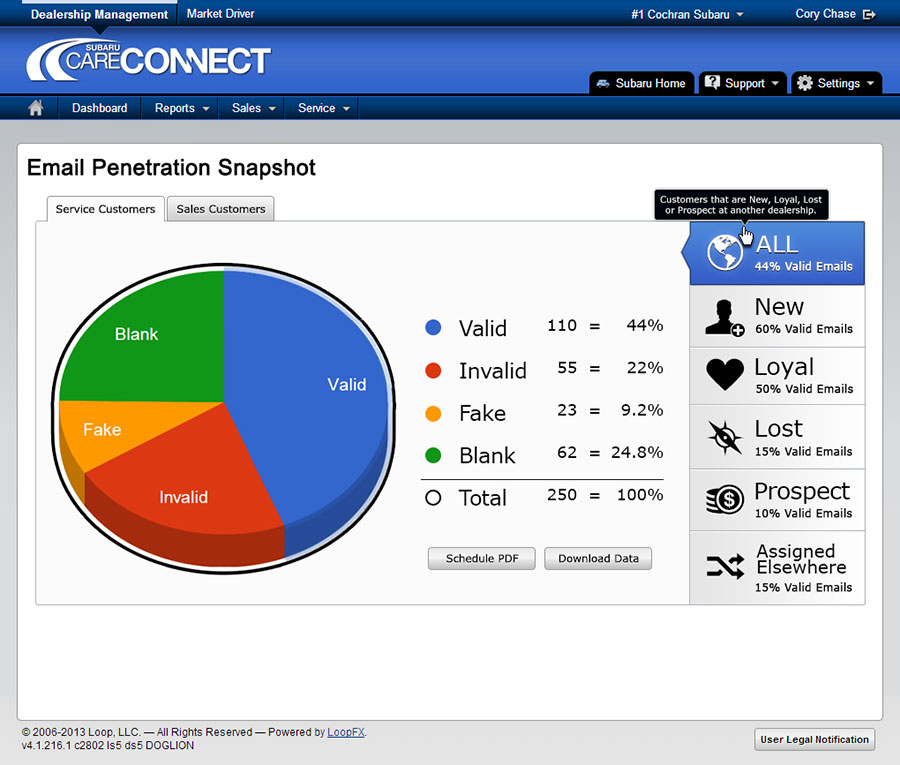 Dealership Management
Market Driver
#1 Cochran Subaru
Cory Chase
SUBARU
CARECONNECT
Subaru Home
Support
Settings
Dashboard
Reports
Sales
Service
Email Penetration Snapshot
Service Customers
Sales Customers
Customers that are New, Loyal, Lost
or Prospect at another dealership.
Blank
Valid
Fake
Invalid
Valid 110 = 44%
Invalid 55 = 22%
Fake 23 = 9.2%
Blank 62 = 24.8%
Total 250 = 100%
Schedule PDF
Download Data
ALL
44% Valid Emails
New
60% Valid Emails
Loyal
50% Valid Emails
Lost
15% Valid Emails
Prospect
10% Valid Emails
Assigned
Elsewhere
15% Valid Emails
© 2006-2013 Loop, LLC. — All Rights Reserved — Powered by LoopFX.
v4.1.216.1 c2802 ls5 ds5 DOGLION
User Legal Notification